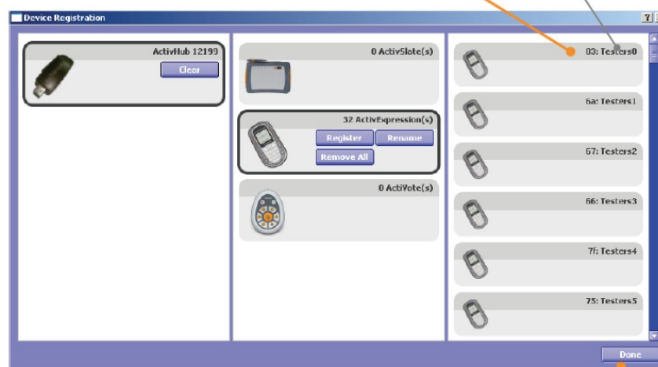 Device Registration
?
ActivHub 12199
Clear
0 ActivSlate(s)
32 ActivExpression(s)
Register
Rename
Remove All
0 ActiVote(s)
83: Testers0
6a: Testers1
67: Testers2
66: Testers3
7f: Testers4
75: Testers5
Done